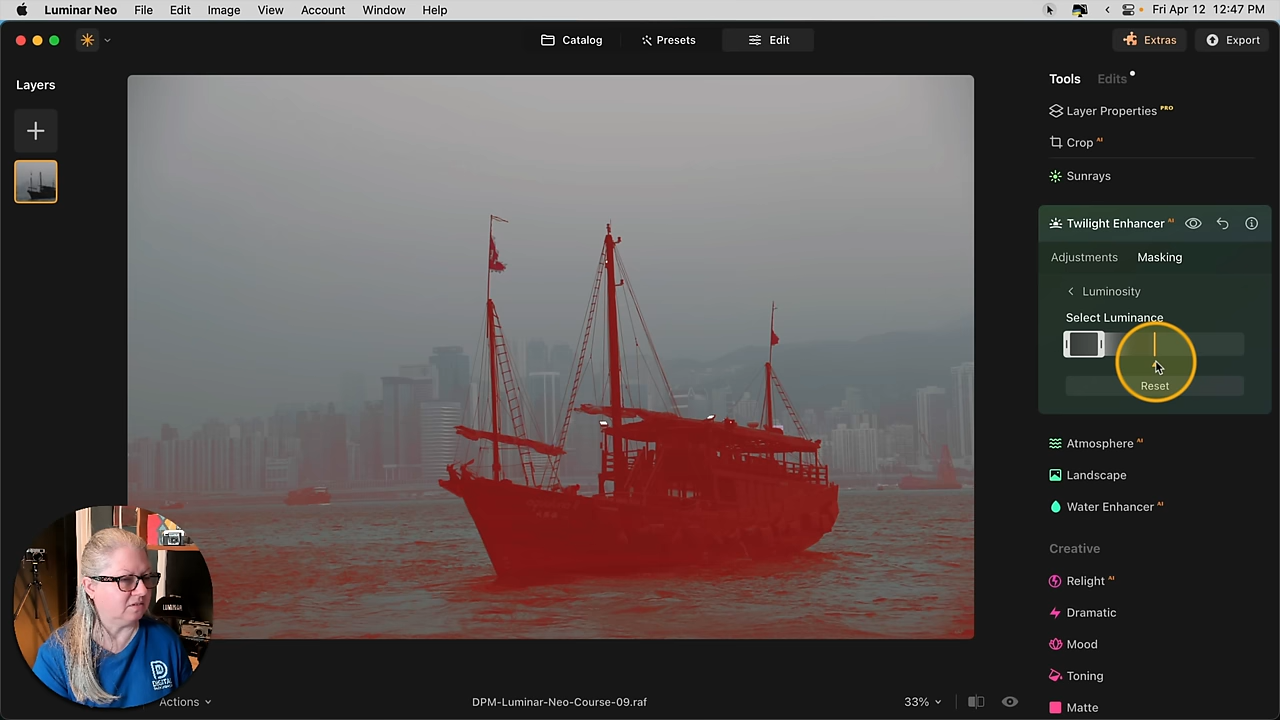 Luminar Neo File Edit Image View Account Window Help Fri Apr 12 12:47 PM
Catalog Presets Edit Extras Export
Layers
Tools Edits
Layer Properties PRO
Crop AI
Sunrays
Twilight Enhancer AI
Adjustments Masking
Luminosity
Select Luminance
Reset
Atmosphere AI
Landscape
Water Enhancer AI
Creative
Relight AI
Dramatic
Mood
Toning
Matte
LUMINAR
DIGITAL
Actions DPM-Luminar-Neo-Course-09.raf 33%